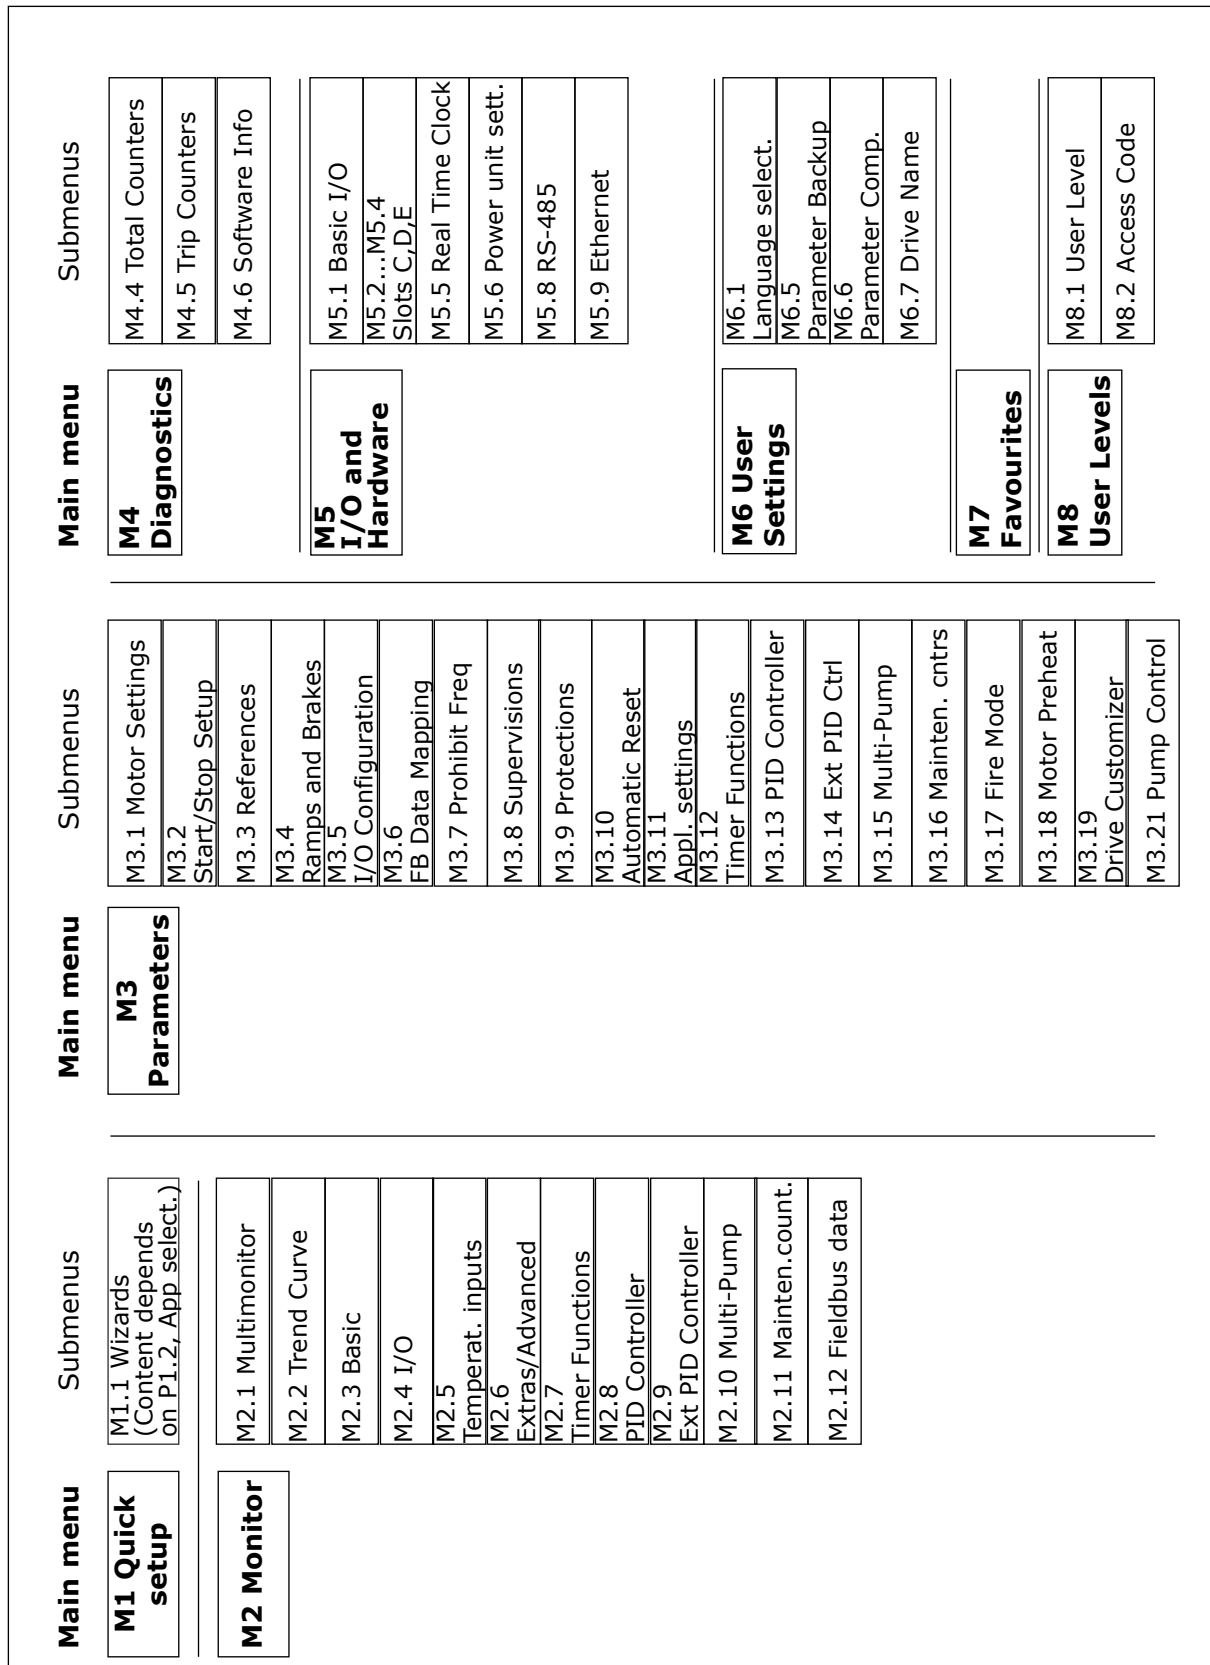 Main menu
Submenus
M1 Quick
setup
M1.1 Wizards
(Content depends
on P1.2, App select.)
M2 Monitor
M2.1 Multimonitor
M2.2 Trend Curve
M2.3 Basic
M2.4 I/O
M2.5
Temperat. inputs
M2.6
Extras/Advanced
M2.7
Timer Functions
M2.8
PID Controller
M2.9
Ext PID Controller
M2.10 Multi-Pump
M2.11 Mainten.count.
M2.12 Fieldbus data
Main menu
Submenus
M3
Parameters
M3.1 Motor Settings
M3.2
Start/Stop Setup
M3.3 References
M3.4
Ramps and Brakes
M3.5
I/O Configuration
M3.6
FB Data Mapping
M3.7 Prohibit Freq
M3.8 Supervisions
M3.9 Protections
M3.10
Automatic Reset
M3.11
Appl. settings
M3.12
Timer Functions
M3.13 PID Controller
M3.14 Ext PID Ctrl
M3.15 Multi-Pump
M3.16 Mainten. cntrs
M3.17 Fire Mode
M3.18 Motor Preheat
M3.19
Drive Customizer
M3.21 Pump Control
Main menu
Submenus
M4
Diagnostics
M4.4 Total Counters
M4.5 Trip Counters
M4.6 Software Info
M5
I/O and
Hardware
M5.1 Basic I/O
M5.2...M5.4
Slots C,D,E
M5.5 Real Time Clock
M5.6 Power unit sett.
M5.8 RS-485
M5.9 Ethernet
M6 User
Settings
M6.1
Language select.
M6.5
Parameter Backup
M6.6
Parameter Comp.
M6.7 Drive Name
M7
Favourites
M8
User Levels
M8.1 User Level
M8.2 Access Code